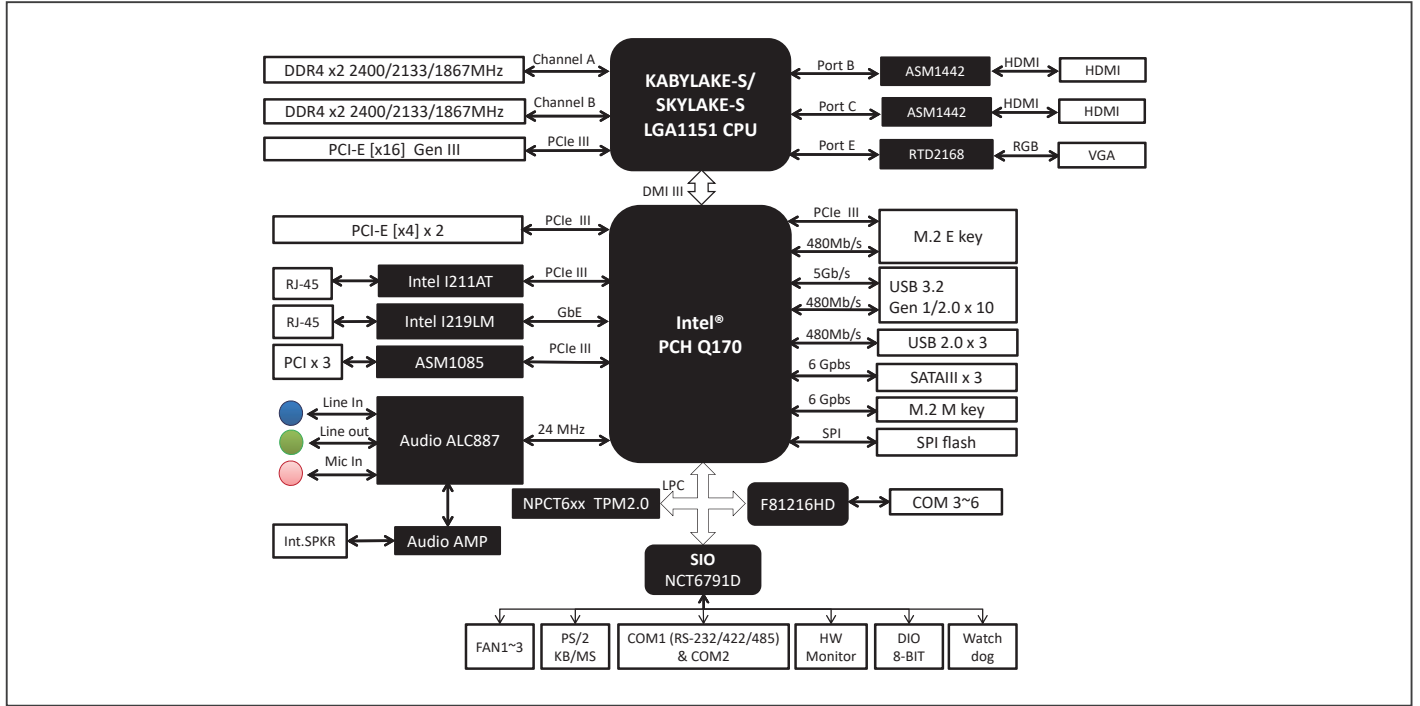 DDR4 x2 2400/2133/1867MHz
Channel A
KABYLAKE-S/
SKYLAKE-S
LGA1151 CPU
Port B
ASM1442
HDMI
HDMI
DDR4 x2 2400/2133/1867MHz
Channel B
Port C
ASM1442
HDMI
HDMI
PCI-E [x16] Gen III
PCIe III
Port E
RTD2168
RGB
VGA
DMI III
PCI-E [x4] x 2
PCIe III
Intel®
PCH Q170
PCIe III
480Mb/s
M.2 E key
RJ-45
Intel I211AT
PCIe III
5Gb/s
480Mb/s
USB 3.2
Gen 1/2.0 x 10
RJ-45
Intel I219LM
GbE
480Mb/s
USB 2.0 x 3
PCI x 3
ASM1085
PCIe III
6 Gpbs
SATAIII x 3
6 Gpbs
M.2 M key
Line In
Line out
Mic In
Audio ALC887
24 MHz
SPI
SPI flash
LPC
NPCT6xx TPM2.0
F81216HD
COM 3~6
Int.SPKR
Audio AMP
SIO
NCT6791D
FAN1~3
PS/2
KB/MS
COM1 (RS-232/422/485)
& COM2
HW
Monitor
DIO
8-BIT
Watch
dog